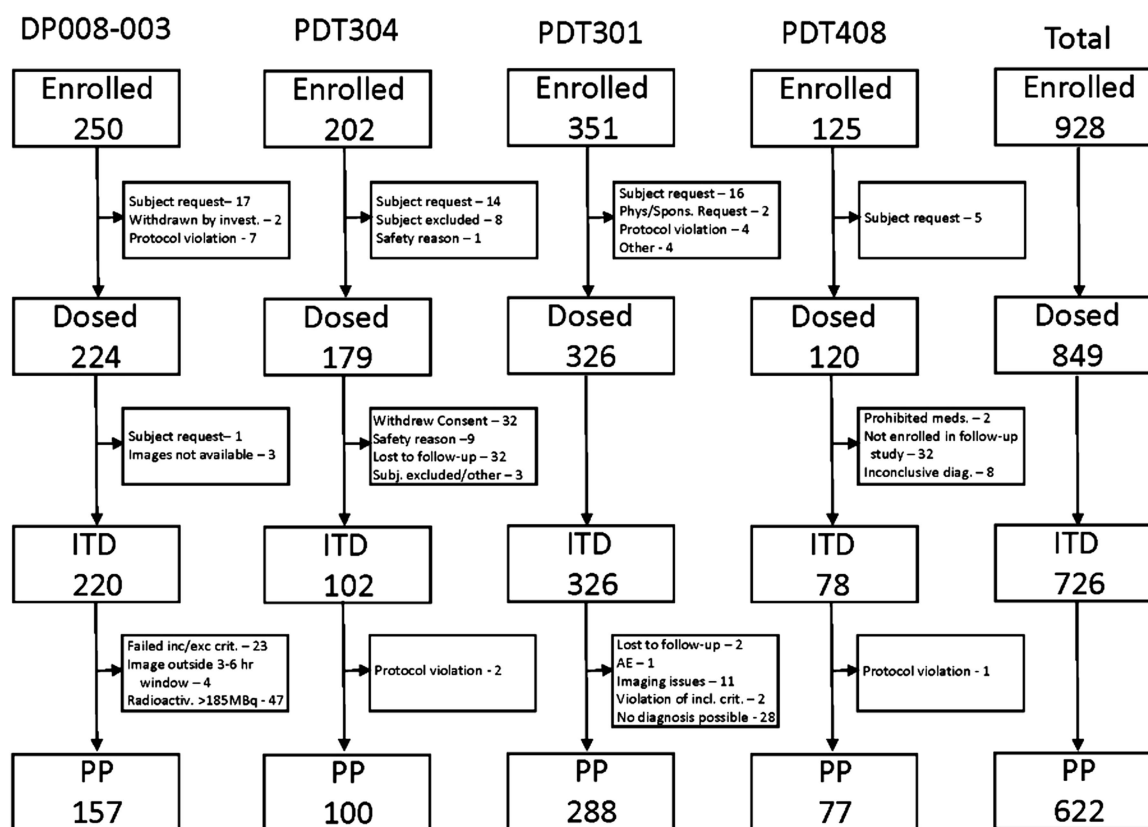 DP008-003
PDT304
PDT301
PDT408
Total
Enrolled
250
Enrolled
202
Enrolled
351
Enrolled
125
Enrolled
928
Subject request– 17
Withdrawn by invest. – 2
Protocol violation - 7
Subject request – 14
Subject excluded – 8
Safety reason – 1
Subject request – 16
Phys/Spons. Request – 2
Protocol violation – 4
Other - 4
Subject request – 5
Dosed
224
Dosed
179
Dosed
326
Dosed
120
Dosed
849
Subject request– 1
Images not available – 3
Withdrew Consent – 32
Safety reason –9
Lost to follow-up – 32
Subj. excluded/other – 3
Prohibited meds. – 2
Not enrolled in follow-up
study – 32
Inconclusive diag. – 8
ITD
220
ITD
102
ITD
326
ITD
78
ITD
726
Failed inc/exc crit. – 23
Image outside 3-6 hr
window – 4
Radioactiv. >185MBq - 47
Protocol violation - 2
Lost to follow-up – 2
AE – 1
Imaging issues – 11
Violation of incl. crit. – 2
No diagnosis possible - 28
Protocol violation - 1
PP
157
PP
100
PP
288
PP
77
PP
622